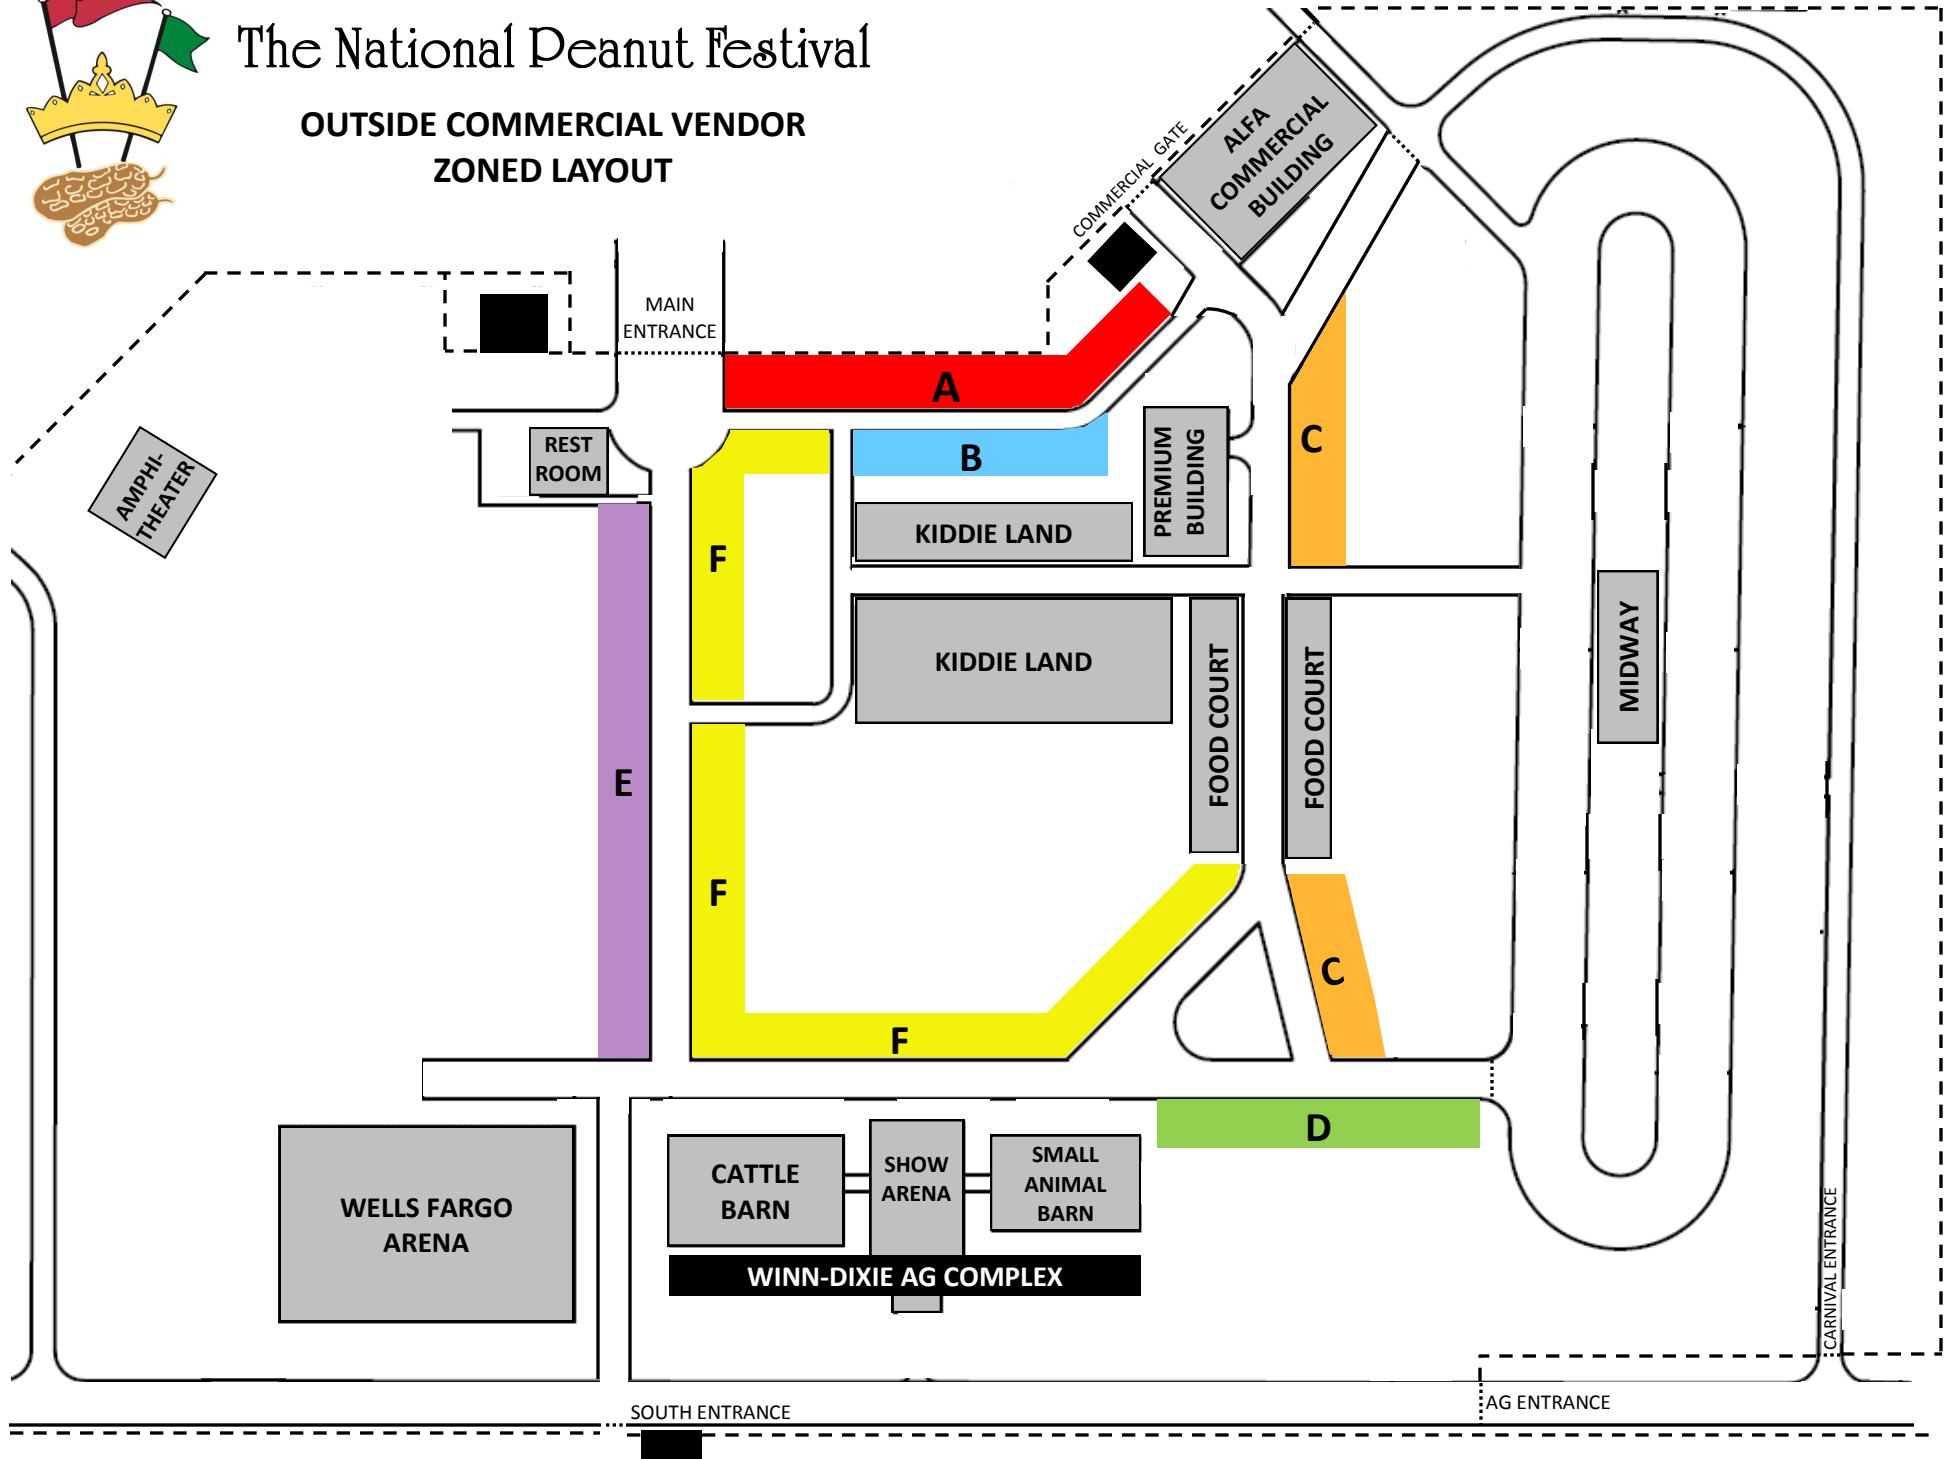 The National Peanut Festival
OUTSIDE COMMERCIAL VENDOR
ZONED LAYOUT
COMMERCIAL GATE
ALFA
COMMERCIAL
BUILDING
MAIN
ENTRANCE
A
REST
ROOM
B
C
PREMIUM
BUILDING
AMPHI-
THEATER
KIDDIE LAND
F
KIDDIE LAND
FOOD COURT
FOOD COURT
MIDWAY
E
F
C
F
D
CATTLE
BARN
SHOW
ARENA
SMALL
ANIMAL
BARN
WELLS FARGO
ARENA
WINN-DIXIE AG COMPLEX
CARNIVAL ENTRANCE
SOUTH ENTRANCE
AG ENTRANCE